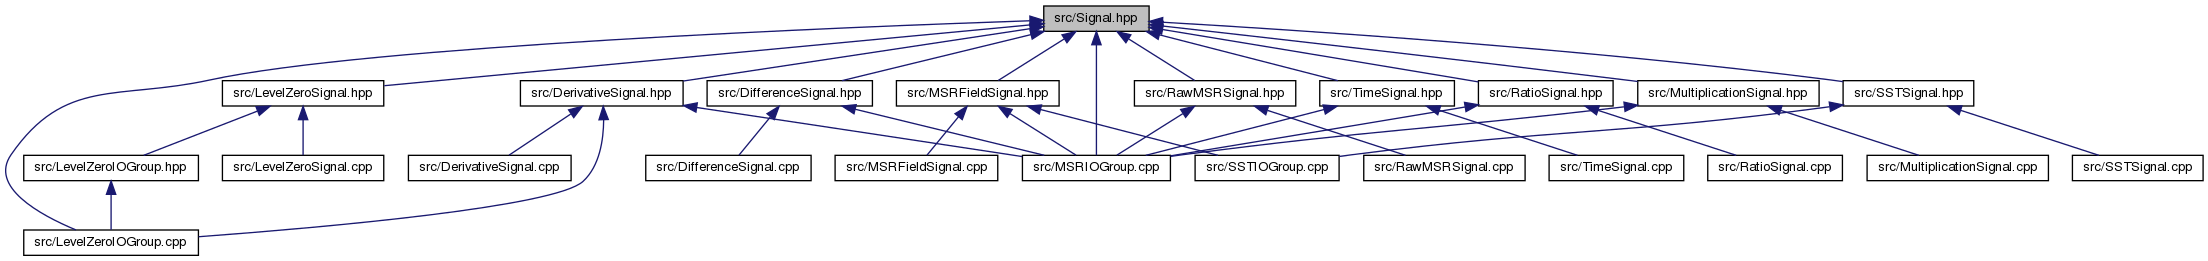 src/Signal.hpp
src/LevelZeroSignal.hpp
src/DerivativeSignal.hpp
src/DifferenceSignal.hpp
src/MSRFieldSignal.hpp
src/RawMSRSignal.hpp
src/TimeSignal.hpp
src/RatioSignal.hpp
src/MultiplicationSignal.hpp
src/SSTSignal.hpp
src/LevelZeroIOGroup.hpp
src/LevelZeroSignal.cpp
src/DerivativeSignal.cpp
src/DifferenceSignal.cpp
src/MSRFieldSignal.cpp
src/MSRIOGroup.cpp
src/SSTIOGroup.cpp
src/RawMSRSignal.cpp
src/TimeSignal.cpp
src/RatioSignal.cpp
src/MultiplicationSignal.cpp
src/SSTSignal.cpp
src/LevelZeroIOGroup.cpp